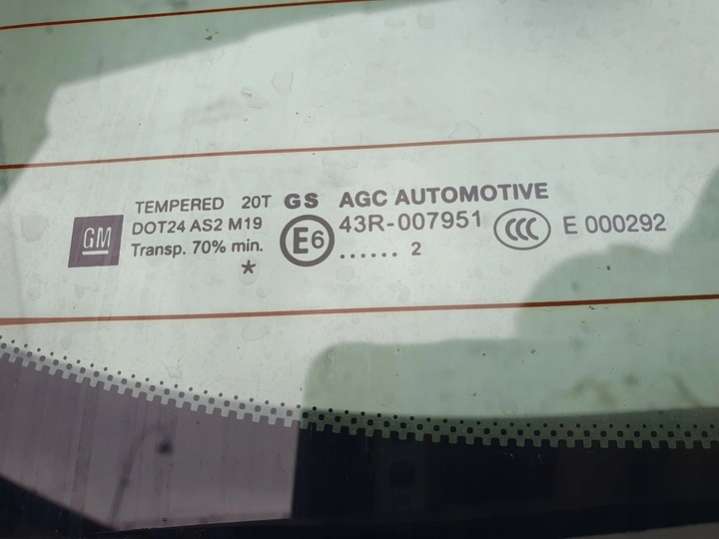 GM
TEMPERED 20T GS AGC AUTOMOTIVE
DOT24 AS2 M19 E6 43R-007951 CCC E 000292
Transp. 70% min. ...... 2
*